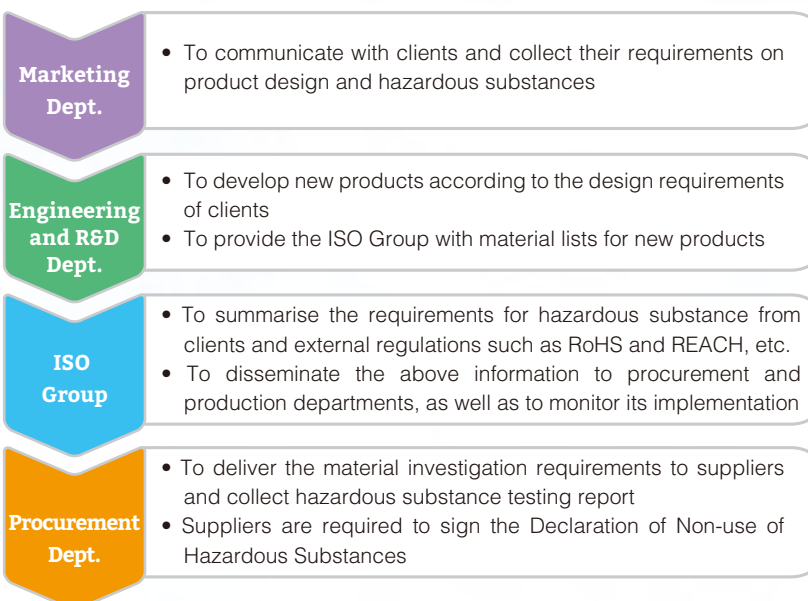 Marketing
Dept.
• To communicate with clients and collect their requirements on
product design and hazardous substances
Engineering
and R&D
Dept.
• To develop new products according to the design requirements
of clients
• To provide the ISO Group with material lists for new products
ISO
Group
• To summarise the requirements for hazardous substance from
clients and external regulations such as RoHS and REACH, etc.
• To disseminate the above information to procurement and
production departments, as well as to monitor its implementation
Procurement
Dept.
• To deliver the material investigation requirements to suppliers
and collect hazardous substance testing report
• Suppliers are required to sign the Declaration of Non-use of
Hazardous Substances